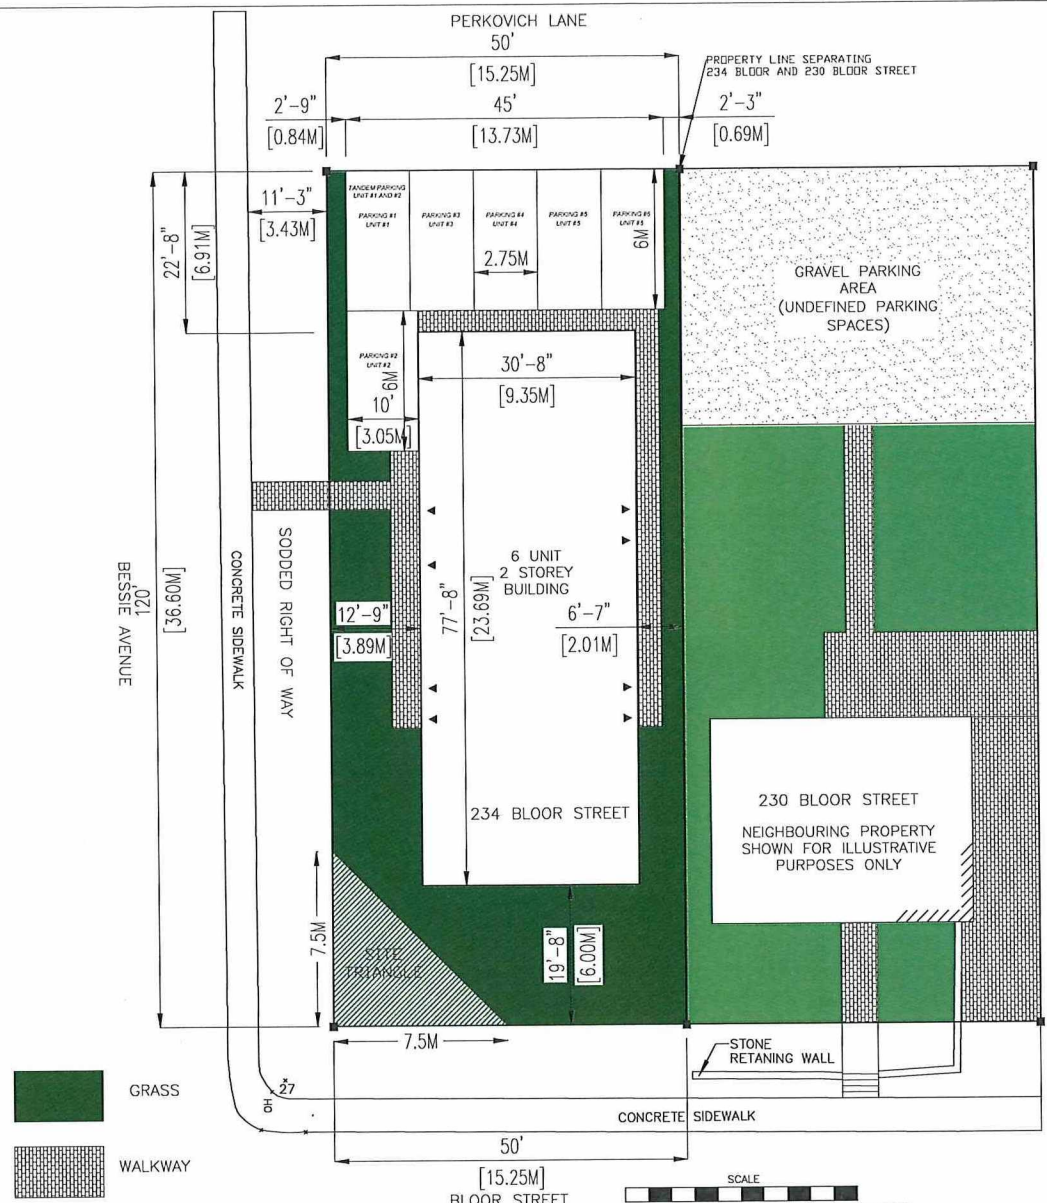 PERKOVICH LANE
50'
[15.25M]
PROPERTY LINE SEPARATING
234 BLOOR AND 230 BLOOR STREET
2'-9"
[0.84M]
45'
[13.73M]
2'-3"
[0.69M]
11'-3"
[3.43M]
22'-8"
[6.91M]
TANDEM PARKING
UNIT #1 AND #2
PARKING #1
UNIT #1
PARKING #3
UNIT #3
PARKING #4
UNIT #4
PARKING #5
UNIT #5
2.75M
6M
GRAVEL PARKING
AREA
(UNDEFINED PARKING
SPACES)
PARKING #2
UNIT #2
6M
10'
[3.05M]
30'-8"
[9.35M]
BESSIE AVENUE
120'
[36.60M]
CONCRETE SIDEWALK
SODDED RIGHT OF WAY
6 UNIT
2 STOREY
BUILDING
77'-8"
[23.69M]
12'-9"
[3.89M]
6'-7"
[2.01M]
234 BLOOR STREET
230 BLOOR STREET
NEIGHBOURING PROPERTY
SHOWN FOR ILLUSTRATIVE
PURPOSES ONLY
7.5M
SITE
TRIANGLE
19'-8"
[6.00M]
7.5M
STONE
RETANING WALL
27
HO
GRASS
CONCRETE SIDEWALK
WALKWAY
50'
[15.25M]
BLOOR STREET
SCALE